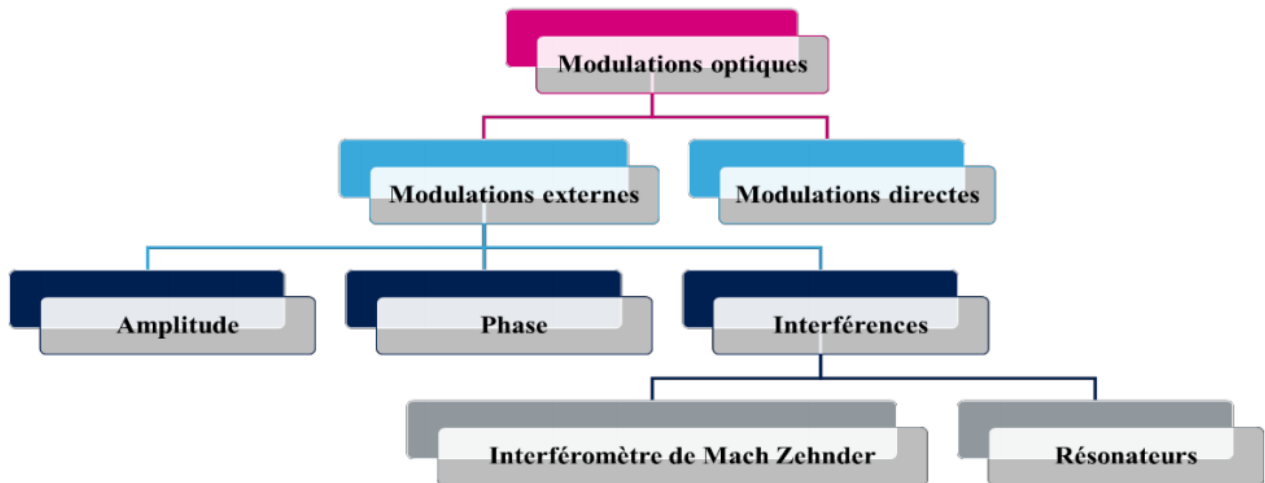 Modulations optiques
Modulations externes
Modulations directes
Amplitude
Phase
Interférences
Interféromètre de Mach Zehnder
Résonateurs